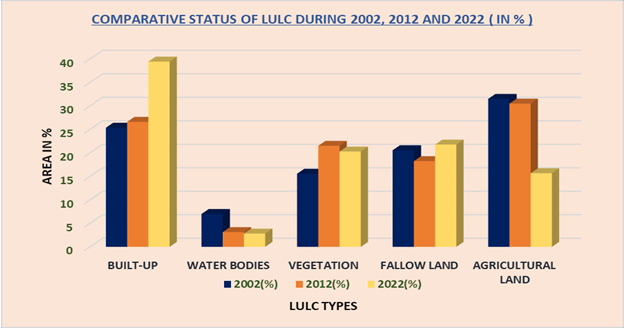 COMPARATIVE STATUS OF LULC DURING 2002, 2012 AND 2022 ( IN % )
40
35
30
25
20
15
10
5
0
AREA IN %
BUILT-UP
WATER BODIES
VEGETATION
FALLOW LAND
AGRICULTURAL
LAND
2002(%) 2012(%) 2022(%)
LULC TYPES